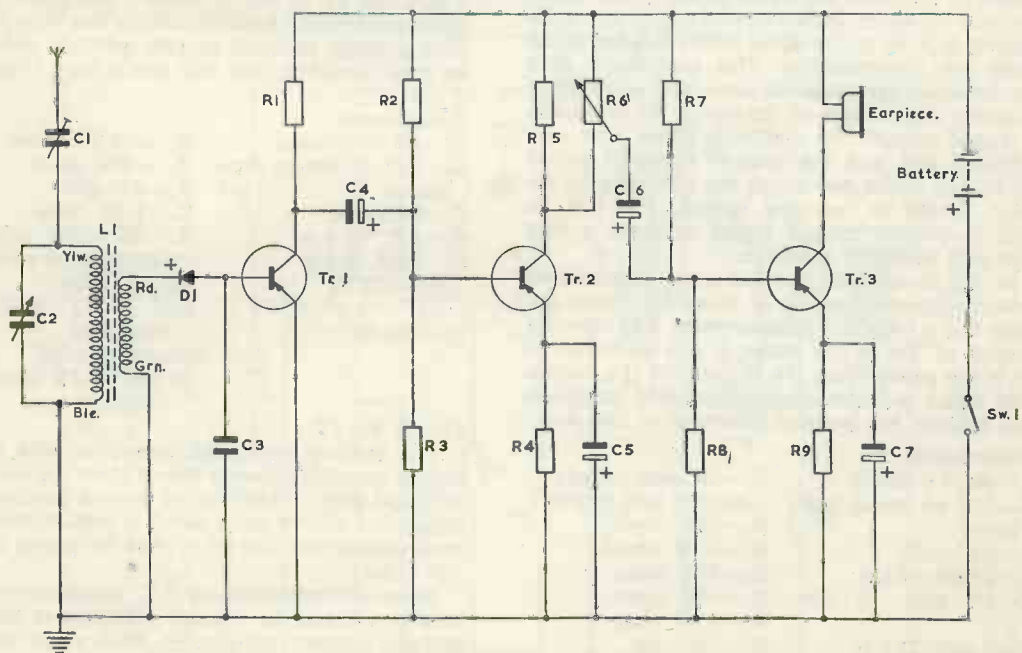 C1
L1
Ylw.
Rd.
D1
+
C2
Grn.
Ble.
C3
R1
R2
C4
+
Tr.1
R3
R5
R6
R7
Tr.2
C6
+
R4
C5
+
R8
Tr.3
R9
C7
+
Earpiece.
Battery.
+
Sw.1